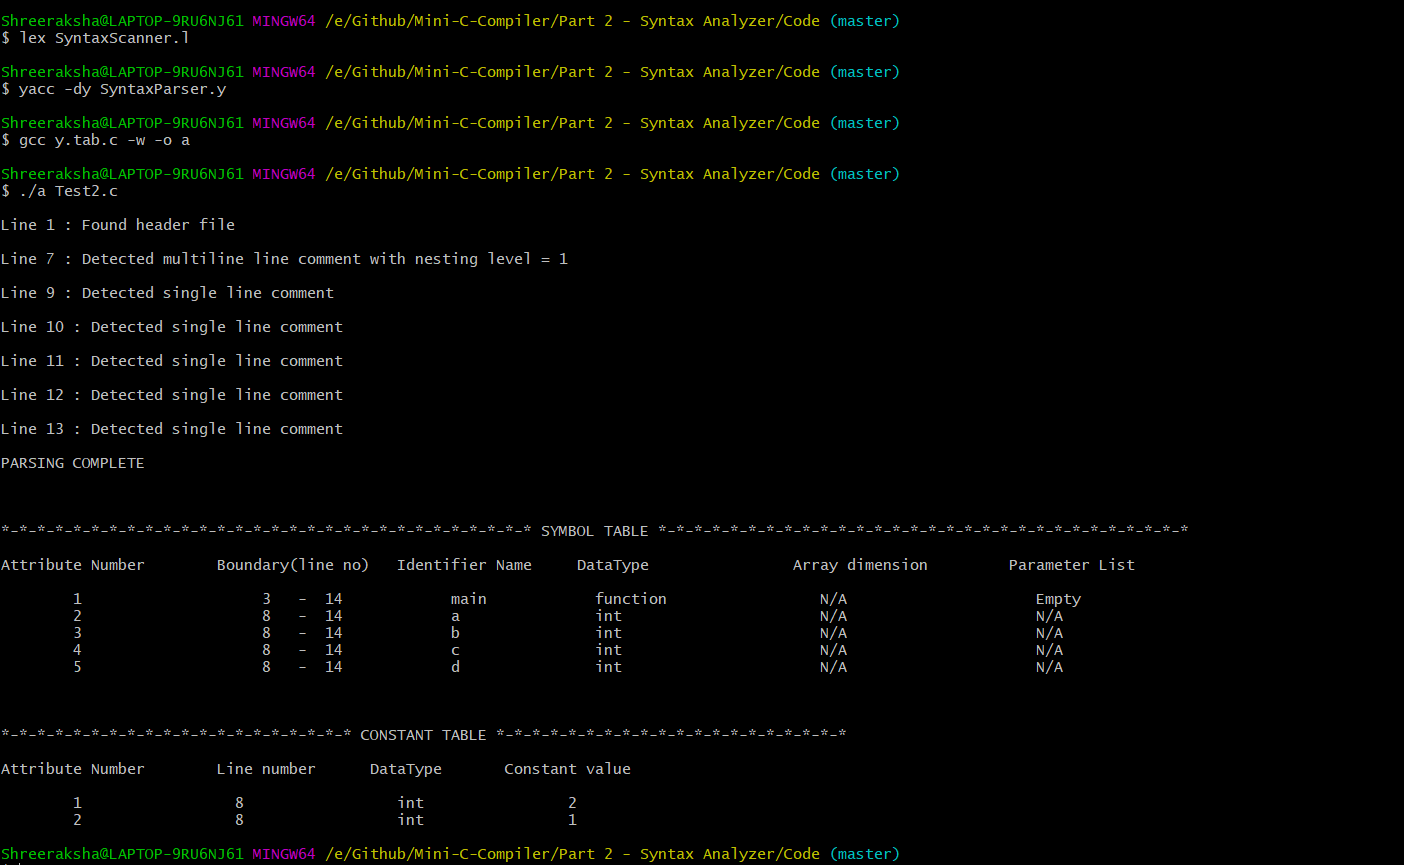 Shreeraksha@LAPTOP-9RU6NJ61 MINGW64 /e/Github/Mini-C-Compiler/Part 2 - Syntax Analyzer/Code (master)
$ lex SyntaxScanner.l
Shreeraksha@LAPTOP-9RU6NJ61 MINGW64 /e/Github/Mini-C-Compiler/Part 2 - Syntax Analyzer/Code (master)
$ yacc -dy SyntaxParser.y
Shreeraksha@LAPTOP-9RU6NJ61 MINGW64 /e/Github/Mini-C-Compiler/Part 2 - Syntax Analyzer/Code (master)
$ gcc y.tab.c -w -o a
Shreeraksha@LAPTOP-9RU6NJ61 MINGW64 /e/Github/Mini-C-Compiler/Part 2 - Syntax Analyzer/Code (master)
$ ./a Test2.c
Line 1 : Found header file
Line 7 : Detected multiline line comment with nesting level = 1
Line 9 : Detected single line comment
Line 10 : Detected single line comment
Line 11 : Detected single line comment
Line 12 : Detected single line comment
Line 13 : Detected single line comment
PARSING COMPLETE
*-*-*-*-*-*-*-*-*-*-*-*-*-*-*-*-*-*-*-*-*-*-*-*-*-*-*-*-*-* SYMBOL TABLE *-*-*-*-*-*-*-*-*-*-*-*-*-*-*-*-*-*-*-*-*-*-*-*-*-*-*-*-*-*
Attribute Number Boundary(line no) Identifier Name DataType Array dimension Parameter List
1 3 - 14 main function N/A Empty
2 8 - 14 a int N/A N/A
3 8 - 14 b int N/A N/A
4 8 - 14 c int N/A N/A
5 8 - 14 d int N/A N/A
*-*-*-*-*-*-*-*-*-*-*-*-*-*-*-*-*-*-*-* CONSTANT TABLE *-*-*-*-*-*-*-*-*-*-*-*-*-*-*-*-*-*-*-*
Attribute Number Line number DataType Constant value
1 8 int 2
2 8 int 1
Shreeraksha@LAPTOP-9RU6NJ61 MINGW64 /e/Github/Mini-C-Compiler/Part 2 - Syntax Analyzer/Code (master)